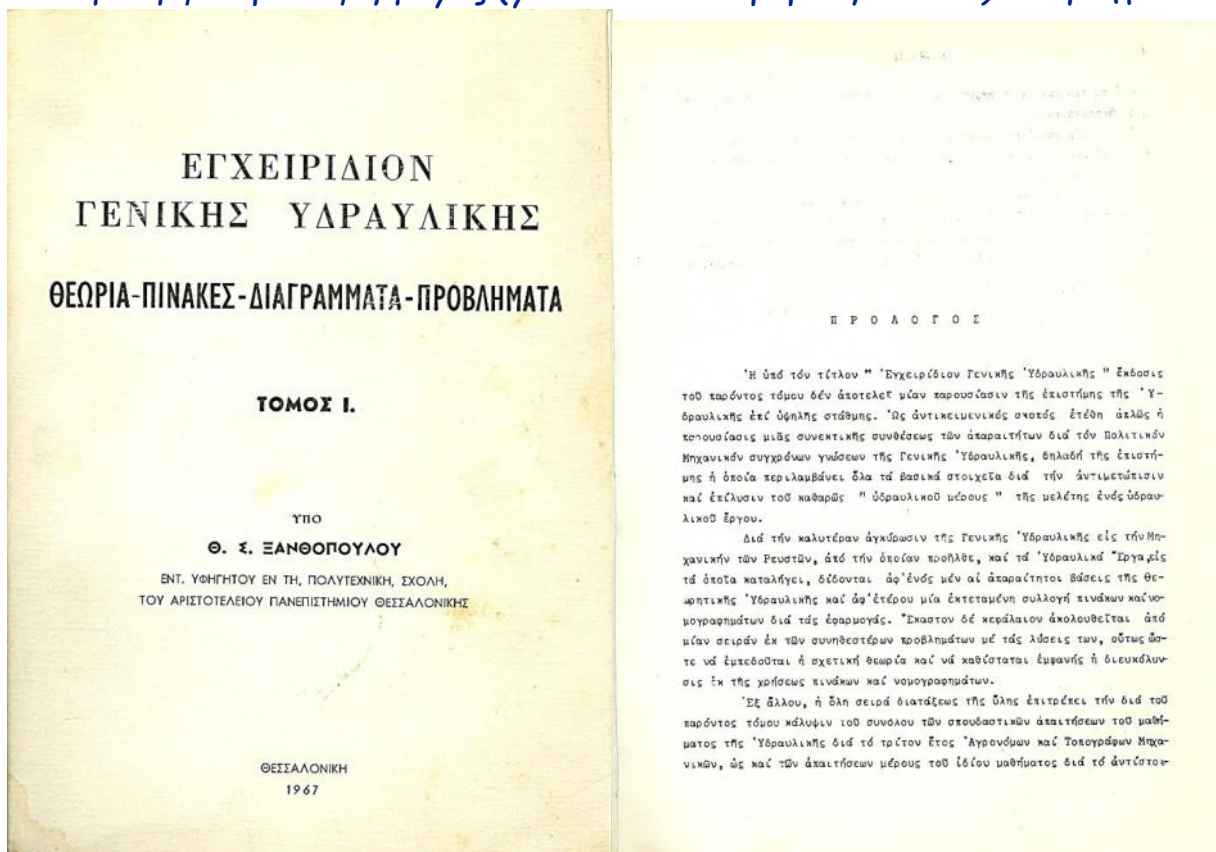 ΕΓΧΕΙΡΙΔΙΟΝ
ΓΕΝΙΚΗΣ ΥΔΡΑΥΛΙΚΗΣ
ΘΕΩΡΙΑ-ΠΙΝΑΚΕΣ-ΔΙΑΓΡΑΜΜΑΤΑ-ΠΡΟΒΛΗΜΑΤΑ
ΤΟΜΟΣ Ι.
ΥΠΟ
Θ. Σ. ΞΑΝΘΟΠΟΥΛΟΥ
ΕΝΤ. ΥΦΗΓΗΤΟΥ ΕΝ ΤΗ, ΠΟΛΥΤΕΧΝΙΚΗ, ΣΧΟΛΗ,
ΤΟΥ ΑΡΙΣΤΟΤΕΛΕΙΟΥ ΠΑΝΕΠΙΣΤΗΜΙΟΥ ΘΕΣΣΑΛΟΝΙΚΗΣ
ΘΕΣΣΑΛΟΝΙΚΗ
1967
Π Ρ Ο Λ Ο Γ Ο Σ
Ἡ ὑπό τόν τίτλον " Ἐγχειρίδιον Γενικῆς Ὑδραυλικῆς " ἔκδοσις
τοῦ παρόντος τόμου δέν ἀποτελεῖ μίαν παρουσίασιν τῆς ἐπιστήμης τῆς Ὑ-
δραυλικῆς ἐπί ὑψηλῆς στάθμης. Ὡς ἀντικειμενικός σκοπός ἐτέθη ἁπλῶς ἡ
παρουσίασις μιᾶς συνεκτικῆς συνθέσεως τῶν ἀπαραιτήτων διά τόν Πολιτικόν
Μηχανικόν συγχρόνων γνώσεων τῆς Γενικῆς Ὑδραυλικῆς, δηλαδή τῆς ἐπιστή-
μης ἡ ὁποία περιλαμβάνει ὅλα τά βασικά στοιχεῖα διά τήν ἀντιμετώπισιν
καί ἐπίλυσιν τοῦ καθαρῶς " ὑδραυλικοῦ μέρους " τῆς μελέτης ἑνός ὑδραυ-
λικοῦ ἔργου.
Διά τήν καλυτέραν ἀγκύρωσιν τῆς Γενικῆς Ὑδραυλικῆς εἰς τήν Μη-
χανικήν τῶν Ρευστῶν, ἀπό τήν ὁποίαν προῆλθε, καί τά Ὑδραυλικά Ἔργα,εἰς
τά ὁποῖα καταλήγει, δίδονται ἀφ'ἑνός μέν αἱ ἀπαραίτητοι βάσεις τῆς θε-
ωρητικῆς Ὑδραυλικῆς καί ἀφ'ἑτέρου μία ἐκτεταμένη συλλογή πινάκων καί νο-
μογραφημάτων διά τάς ἐφαρμογάς. Ἕκαστον δέ κεφάλαιον ἀκολουθεῖται ἀπό
μίαν σειράν ἐκ τῶν συνηθεστέρων προβλημάτων μέ τάς λύσεις των, οὕτως ὥσ-
τε νά ἐμπεδοῦται ἡ σχετική θεωρία καί νά καθίσταται ἐμφανής ἡ διευκόλυν-
σις ἐκ τῆς χρήσεως πινάκων καί νομογραφημάτων.
Ἐξ ἄλλου, ἡ ὅλη σειρά διατάξεως τῆς ὕλης ἐπιτρέπει τήν διά τοῦ
παρόντος τόμου κάλυψιν τοῦ συνόλου τῶν σπουδαστικῶν ἀπαιτήσεων τοῦ μαθή-
ματος τῆς Ὑδραυλικῆς διά τό τρίτον ἔτος Ἀγρονόμων καί Τοπογράφων Μηχα-
νικῶν, ὡς καί τῶν ἀπαιτήσεων μέρους τοῦ ἰδίου μαθήματος διά τό ἀντίστοι-